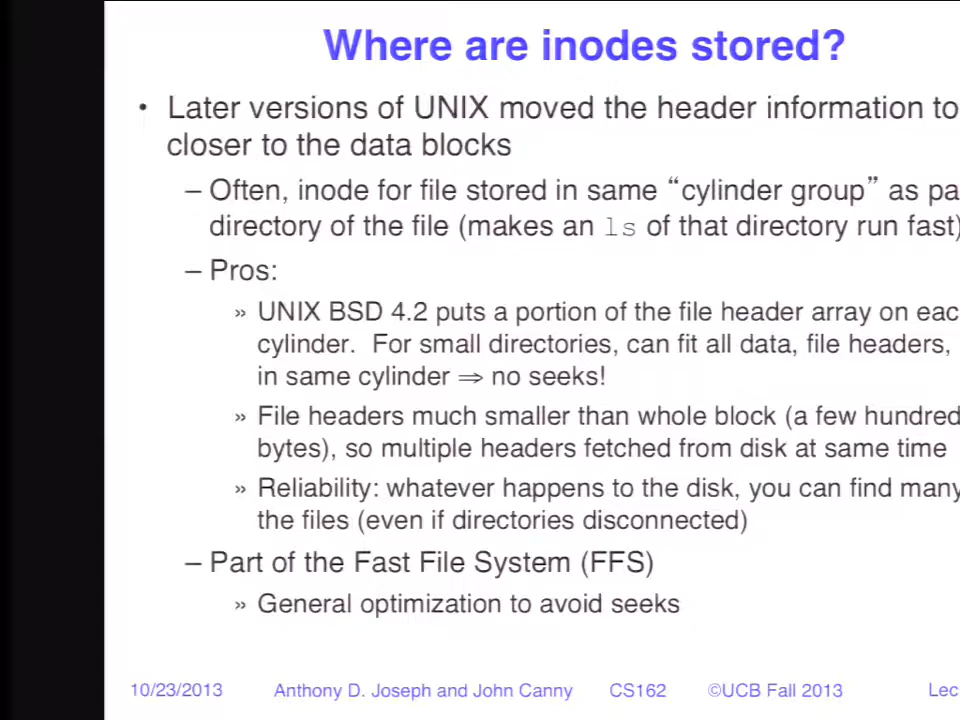 Where are inodes stored?
• Later versions of UNIX moved the header information to
closer to the data blocks
– Often, inode for file stored in same “cylinder group” as
directory of the file (makes an ls of that directory run fast)
– Pros:
» UNIX BSD 4.2 puts a portion of the file header array on
cylinder. For small directories, can fit all data, file headers,
in same cylinder ⇒ no seeks!
» File headers much smaller than whole block (a few hundred
bytes), so multiple headers fetched from disk at same time
» Reliability: whatever happens to the disk, you can find many
the files (even if directories disconnected)
– Part of the Fast File System (FFS)
» General optimization to avoid seeks
10/23/2013 Anthony D. Joseph and John Canny CS162 ©UCB Fall 2013